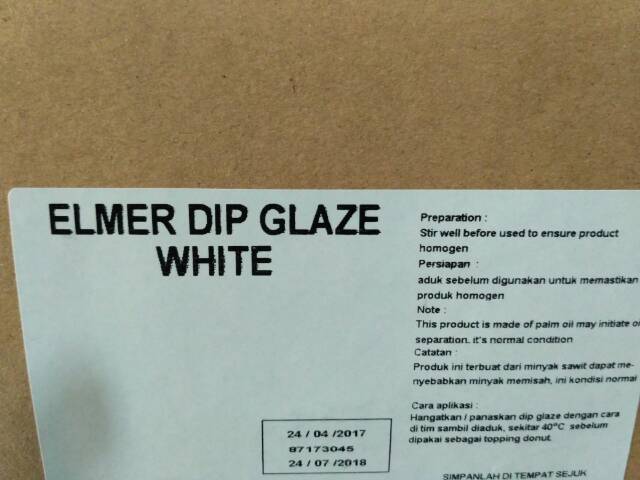 ELMER DIP GLAZE
WHITE
Preparation :
Stir well before used to ensure product
homogen
Persiapan :
aduk sebelum digunakan untuk memastikan
produk homogen
Note :
This product is made of palm oil may initiate oi
separation. it's normal condition
Catatan :
Produk ini terbuat dari minyak sawit dapat me-
nyebabkan minyak memisah, ini kondisi normal
Cara aplikasi :
Hangatkan / panaskan dip glaze dengan cara
di tim sambil diaduk, sekitar 40°C sebelum
dipakai sebagai topping donut.
24 / 04 /2017
87173045
24 / 07 /2018
SIMPANLAH DI TEMPAT SEJUK